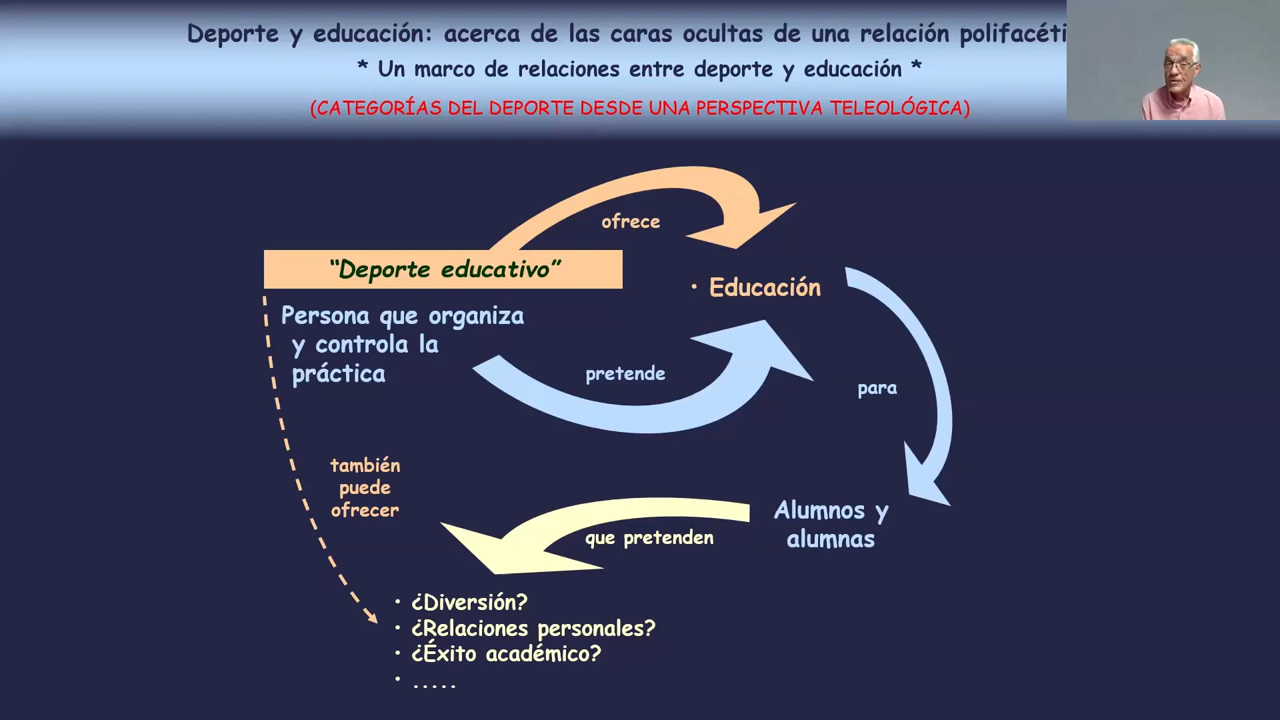 Deporte y educación: acerca de las caras ocultas de una relación polifacéti
* Un marco de relaciones entre deporte y educación *
(CATEGORÍAS DEL DEPORTE DESDE UNA PERSPECTIVA TELEOLÓGICA)
ofrece
“Deporte educativo”
• Educación
Persona que organiza
y controla la
práctica
pretende
para
también
puede
ofrecer
Alumnos y
alumnas
que pretenden
• ¿Diversión?
• ¿Relaciones personales?
• ¿Éxito académico?
• .....